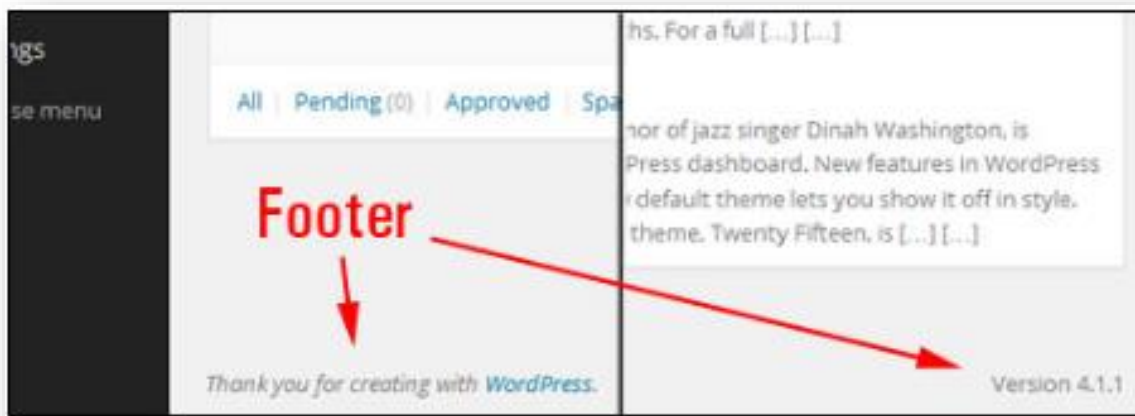 ngs
se menu
All | Pending (0) | Approved | Spa
Footer
Thank you for creating with WordPress.
hs. For a full [...] [...]
nor of jazz singer Dinah Washington, is
Press dashboard. New features in WordPress
default theme lets you show it off in style.
theme, Twenty Fifteen, is [...] [...]
Version 4.1.1